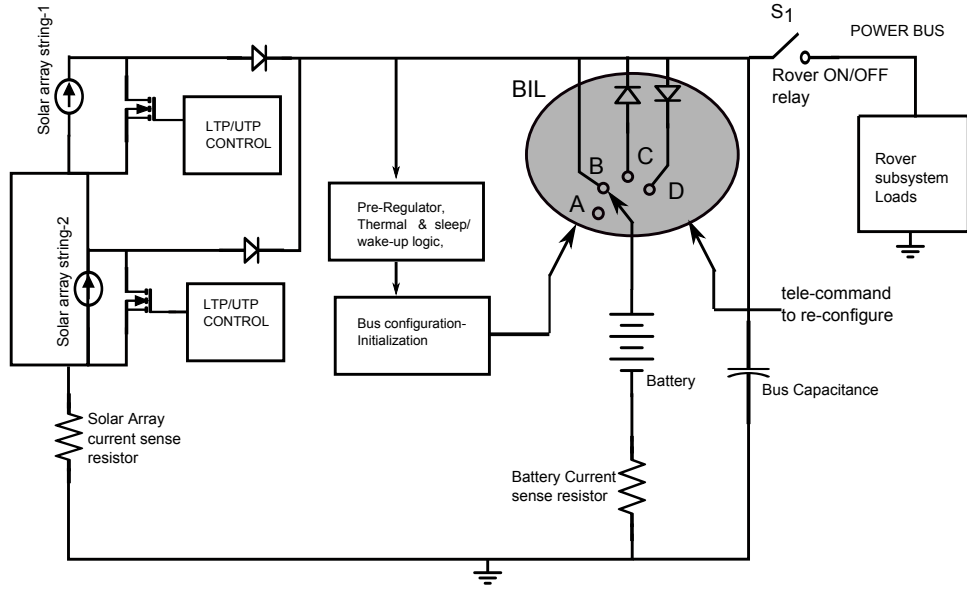 Solar array string-1
LTP/UTP
CONTROL
Solar array string-2
LTP/UTP
CONTROL
Solar Array
current sense
resistor
Pre-Regulator,
Thermal & sleep/
wake-up logic,
Bus configuration-
Initialization
BIL
A
B
C
D
Battery
Battery Current
sense resistor
S1
POWER BUS
Rover ON/OFF
relay
Rover
subsystem
Loads
tele-command
to re-configure
Bus Capacitance